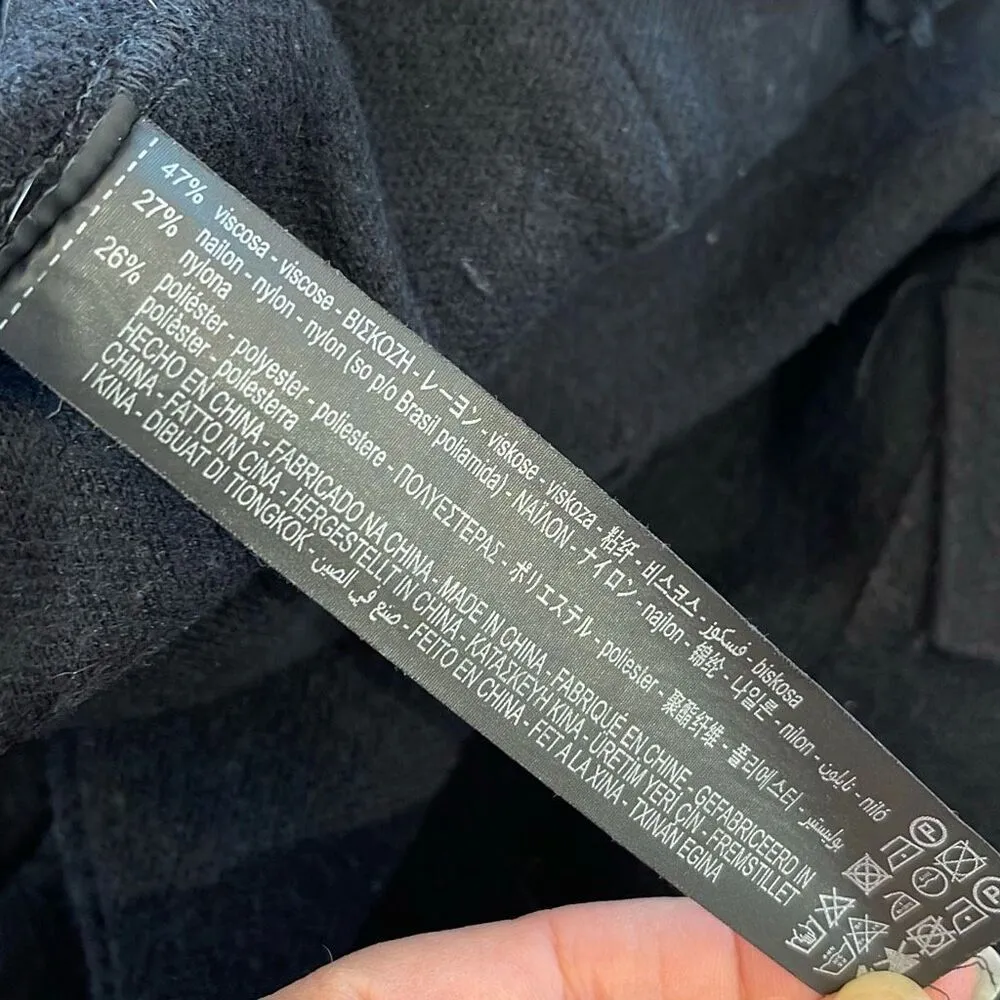 47% viscosa - viscose - ΒΙΣΚΟΖΗ - レーヨン - viskose - viskoza - 粘纤 - 비스코스 - فسكوز - biskosa
27% nailon - nylon - nylon (so p/o Brasil poliamida) - ΝΑΪΛΟΝ - ナイロン - najlon - 锦纶 - 나일론 - nilon - نايلون - niló
nylona
26% poliéster - polyester - poliestere - ΠΟΛΥΕΣΤΕΡΑΣ - ポリエステル - poliester - 聚酯纤维 - 폴리에스터 - بوليستير
polièster - poliesterra
HECHO EN CHINA - FABRICADO NA CHINA - MADE IN CHINA - FABRIQUÉ EN CHINE - GEFABRICEERD IN
CHINA - FATTO IN CINA - HERGESTELLT IN CHINA - ΚΑΤΑΣΚΕΥΗ ΚΙΝΑ - ÜRETİM YERİ ÇİN - FREMSTILLET
I KINA - DIBUAT DI TIONGKOK - صنع في الصين - FEITO EN CHINA - FET A LA XINA - TXINAN EGINA